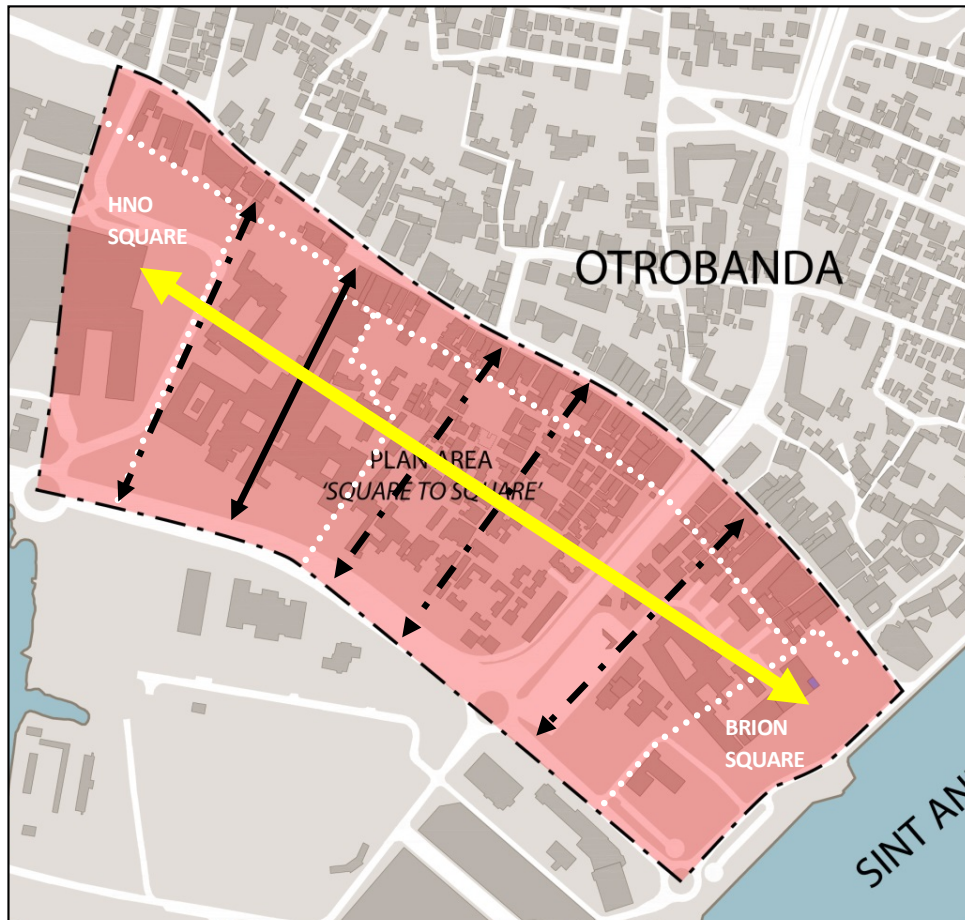 HNO
SQUARE
OTROBANDA
PLAN AREA
'SQUARE TO SQUARE'
BRION
SQUARE
SINT AN